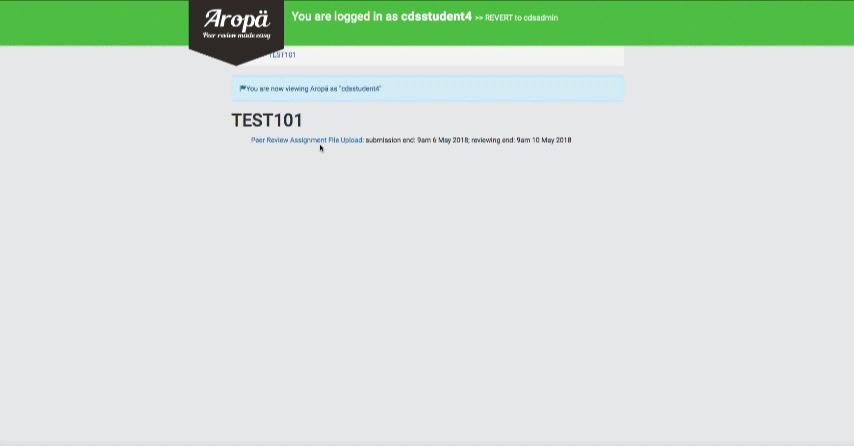 Aropä
Peer review made easy
You are logged in as cdsstudent4 >> REVERT to cdsadmin
TEST101
You are now viewing Aropä as "cdsstudent4"
TEST101
Peer Review Assignment File Upload: submission end: 9am 6 May 2018; reviewing end: 9am 10 May 2018